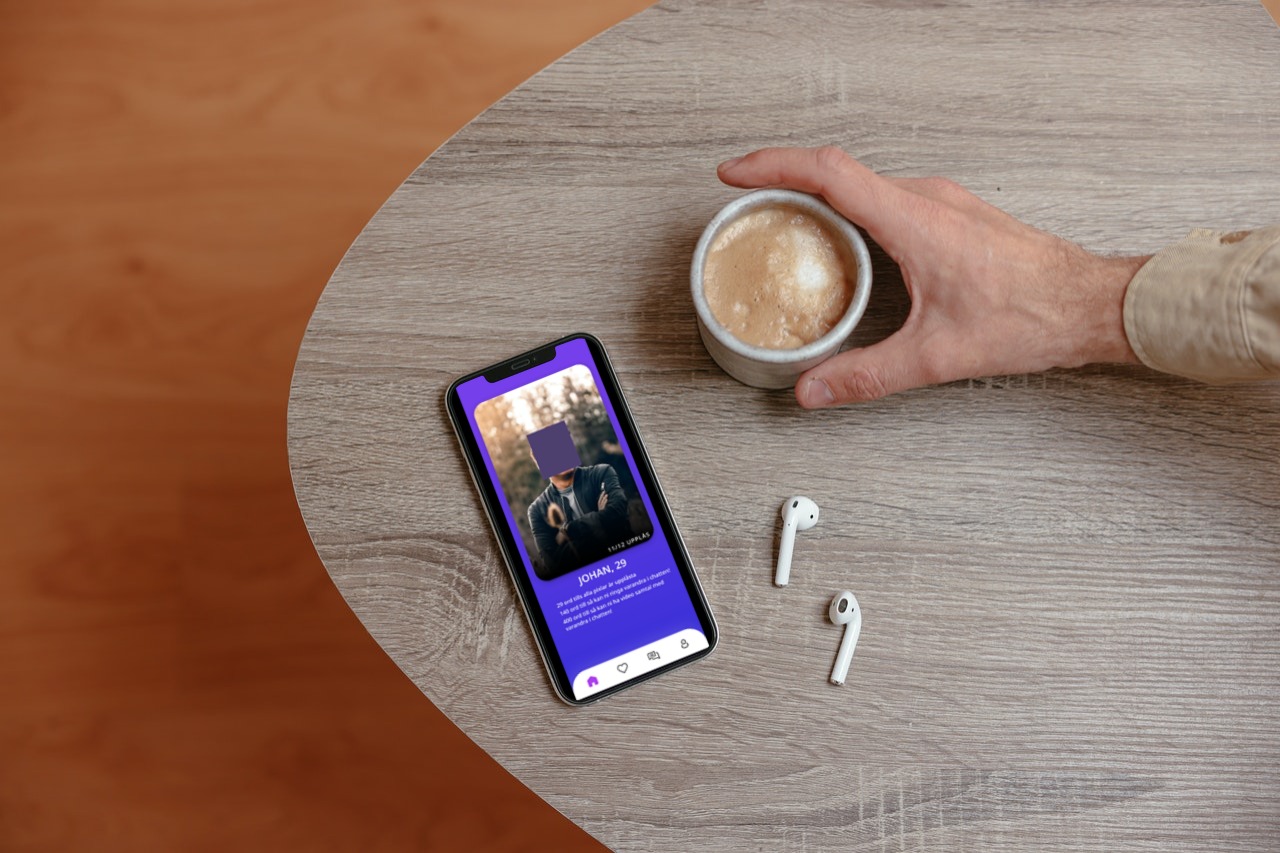 11/12 UPPLÅS
JOHAN, 29
29 ord tills alla pixlar är upplåsta
140 ord till så kan ni ringa varandra i chatten!
400 ord till så kan ni ha video samtal med
varandra i chatten!